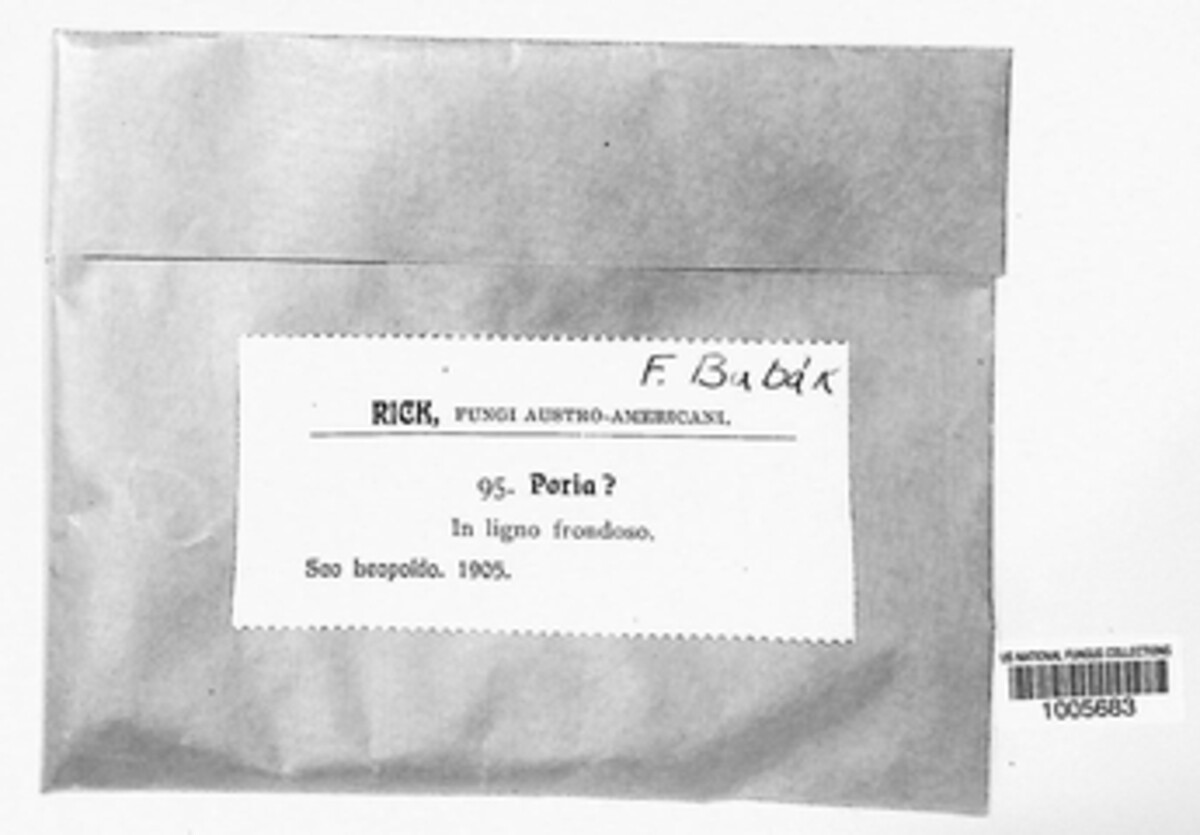 F. Bubák
RICK, FUNGI AUSTRO-AMERICANI.
95. Poria?
In ligno frondoso.
Sao Leopoldo. 1905.
US NATIONAL FUNGUS COLLECTIONS
1005683